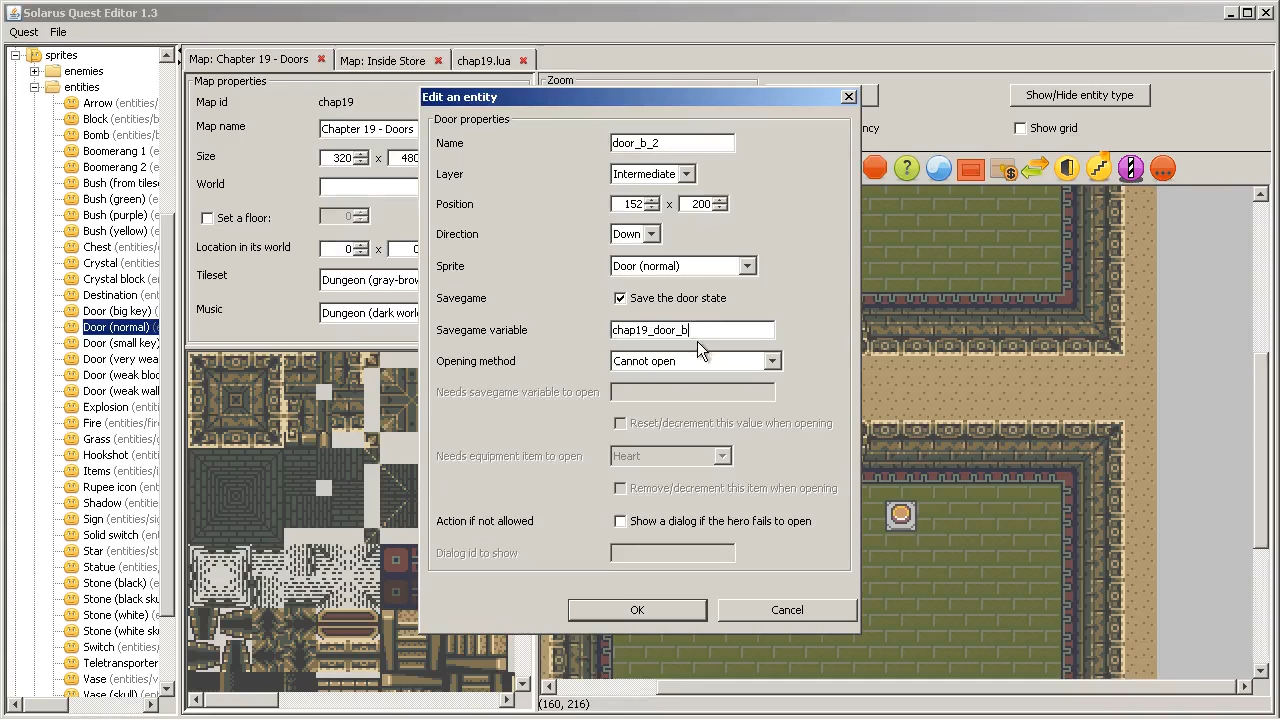 Solarus Quest Editor 1.3
Quest File
sprites
enemies
entities
Arrow (entities/
Block (entities/
Bomb (entities/
Boomerang 1 (
Boomerang 2 (
Bush (from tiles
Bush (green) (e
Bush (purple) (
Bush (red) (ent
Bush (yellow) (
Chest (entities/
Crystal (entities
Crystal block (e
Destination (ent
Door (big key) (
Door (normal) (
Door (small key
Door (very wea
Door (weak bloc
Door (weak wall
Explosion (entiti
Fire (entities/fir
Grass (entities/
Hookshot (entiti
Items (entities/i
Rupee icon (ent
Shadow (entitie
Solid switch (ent
Star (entities/st
Statue (entities/
Stone (black) (e
Stone (black sk
Stone (white) (
Stone (white sk
Switch (entities/
Teletransporter
Vase (entities/v
Vase (skull) (ent
Map: Chapter 19 - Doors
Map: Inside Store
chap19.lua
Map properties
Map id chap19
Map name Chapter 19 - Doors
Size 320 x 480
World
Set a floor: 0
Location in its world 0 x 0
Tileset Dungeon (gray-brow
Music Dungeon (dark worl
Zoom
Show/Hide entity type
ncy
Show grid
Edit an entity
Door properties
Name door_b_2
Layer Intermediate
Position 152 x 200
Direction Down
Sprite Door (normal)
Savegame Save the door state
Savegame variable chap19_door_b
Opening method Cannot open
Needs savegame variable to open
Reset/decrement this value when opening
Needs equipment item to open Heart
Remove/decrement this item when opening
Action if not allowed Show a dialog if the hero fails to open
Dialog id to show
OK Cancel
(160, 216)